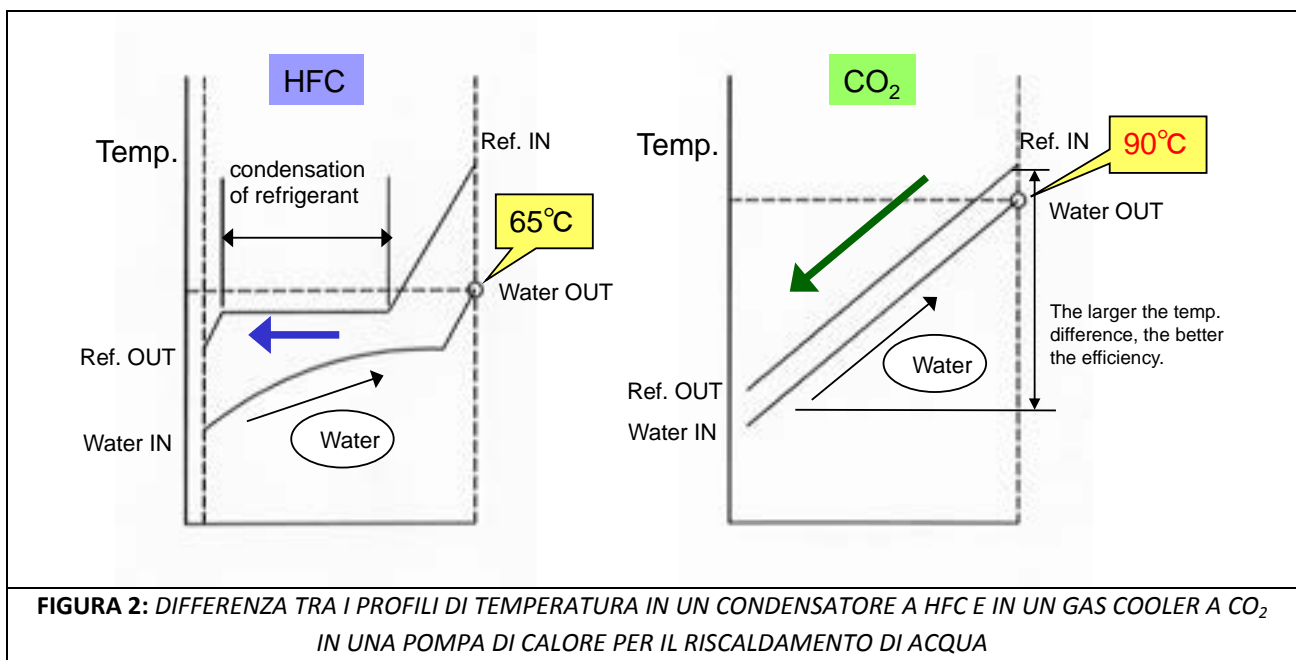 HFC
Temp.
condensation
of refrigerant
Ref. IN
65℃
Water OUT
Ref. OUT
Water IN
Water
CO₂
Temp.
Ref. IN
90℃
Water OUT
The larger the temp.
difference, the better
the efficiency.
Water
Ref. OUT
Water IN
FIGURA 2: DIFFERENZA TRA I PROFILI DI TEMPERATURA IN UN CONDENSATORE A HFC E IN UN GAS COOLER A CO₂
IN UNA POMPA DI CALORE PER IL RISCALDAMENTO DI ACQUA